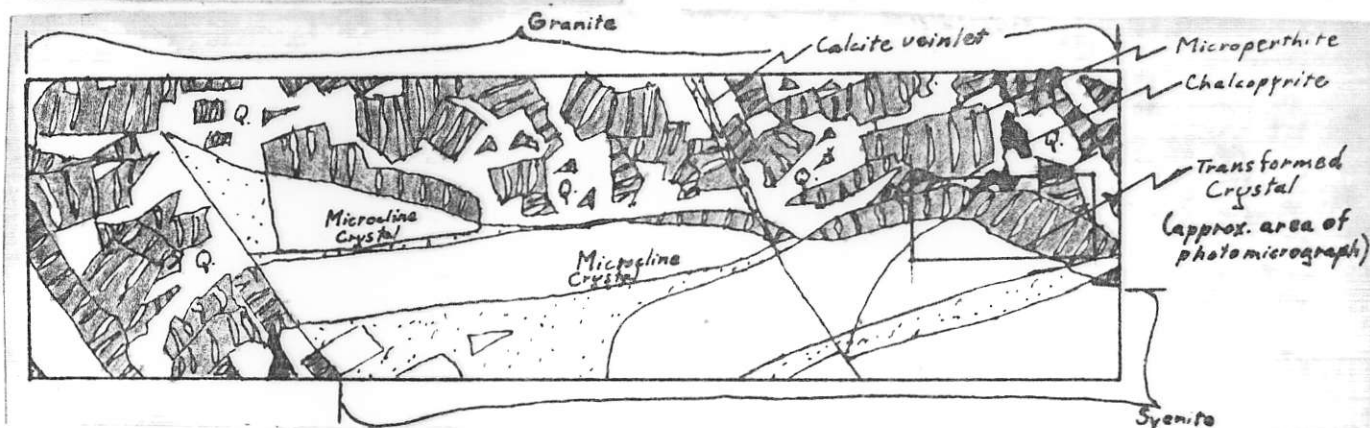 Granite
Calcite veinlet
Microperthite
Chalcopyrite
Q.
Q.
Transformed
Crystal
(approx. area of
photomicrograph)
Microcline
Crystal
Q.
Q.
Q.
Microcline
Crystal
Syenite